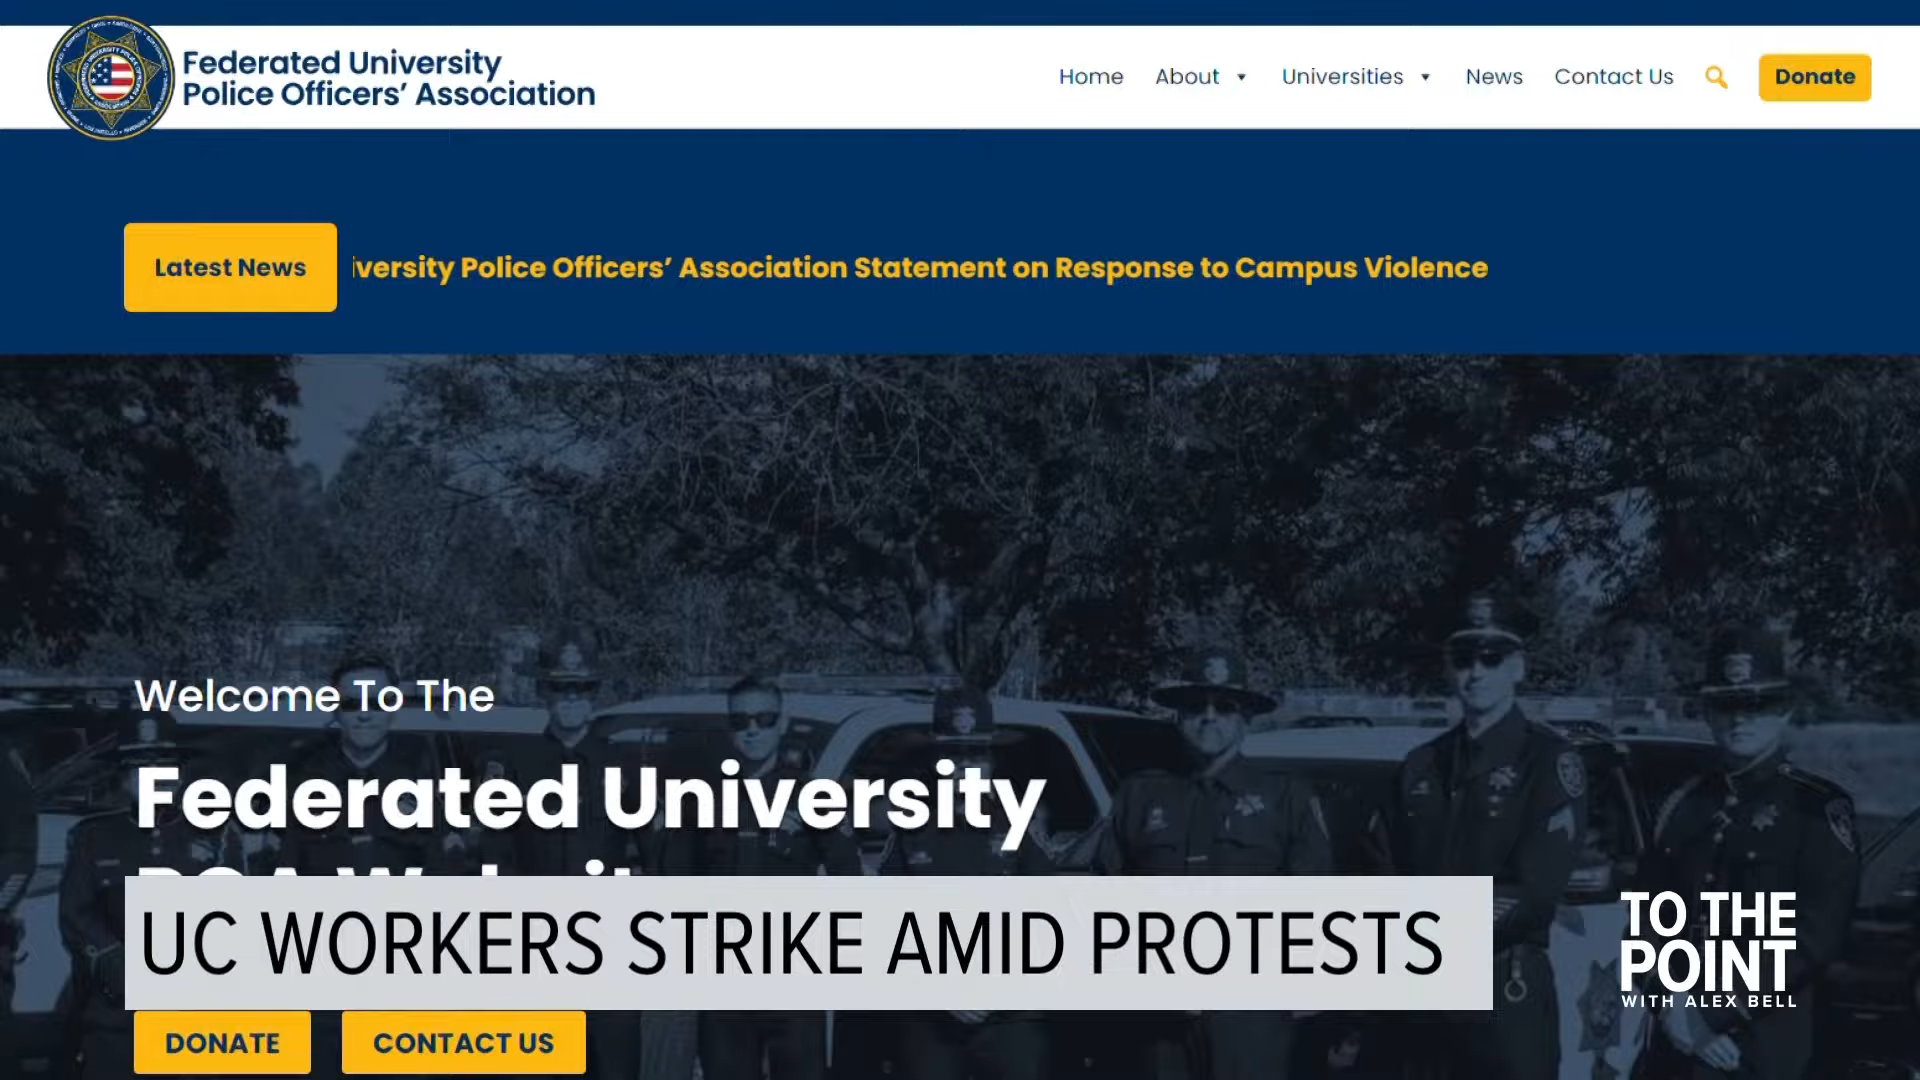 Federated University
Police Officers' Association
Home About Universities News Contact Us Donate
Latest News
iversity Police Officers' Association Statement on Response to Campus Violence
Welcome To The
Federated University
POA Website
UC WORKERS STRIKE AMID PROTESTS
TO THE
POINT
WITH ALEX BELL
DONATE CONTACT US